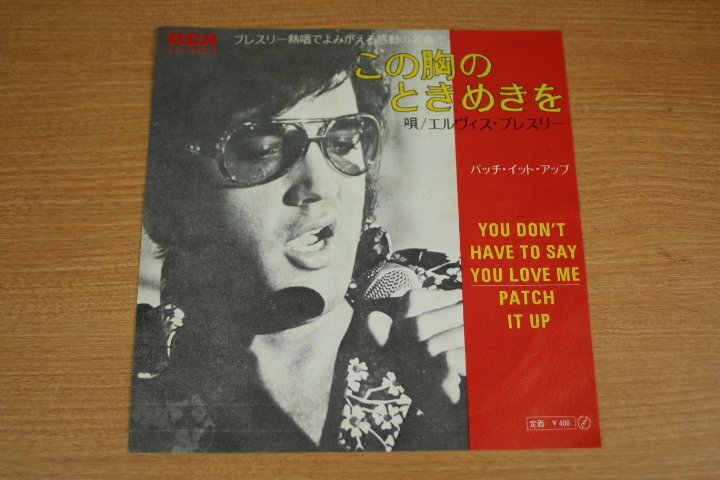 RCA
プレスリー熱唱でよみがえる感動の名曲!!
この胸の
ときめきを
唄/エルヴィス・プレスリー
パッチ・イット・アップ
YOU DON'T
HAVE TO SAY
YOU LOVE ME
PATCH
IT UP
定価 ¥400